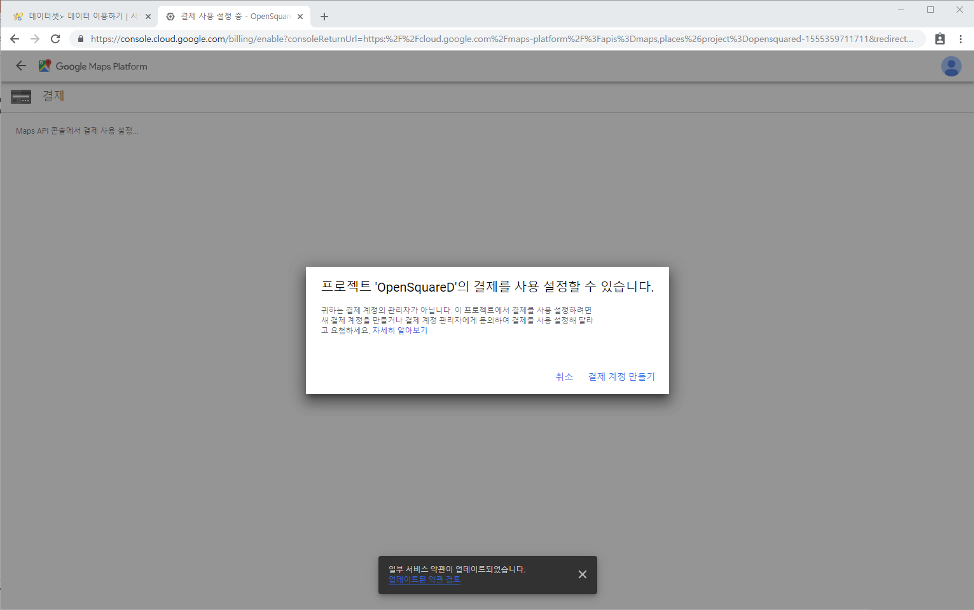 데이터셋> 데이터 이용하기 | 시
결제 사용 설정 중 - OpenSquar
https://console.cloud.google.com/billing/enable?consoleReturnUrl=https:%2F%2Fcloud.google.com%2Fmaps-platform%2F%3Fapis%3Dmaps,places%26project%3Dopensquared-1555359711711&redirect...
Google Maps Platform
결제
Maps API 콘솔에서 결제 사용 설정...
프로젝트 'OpenSquareD'의 결제를 사용 설정할 수 있습니다.
귀하는 결제 계정의 관리자가 아닙니다. 이 프로젝트에서 결제를 사용 설정하려면
새 결제 계정을 만들거나 결제 계정 관리자에게 문의하여 결제를 사용 설정해 달라
고 요청하세요. 자세히 알아보기
취소 결제 계정 만들기
일부 서비스 약관이 업데이트되었습니다.
업데이트된 약관 검토